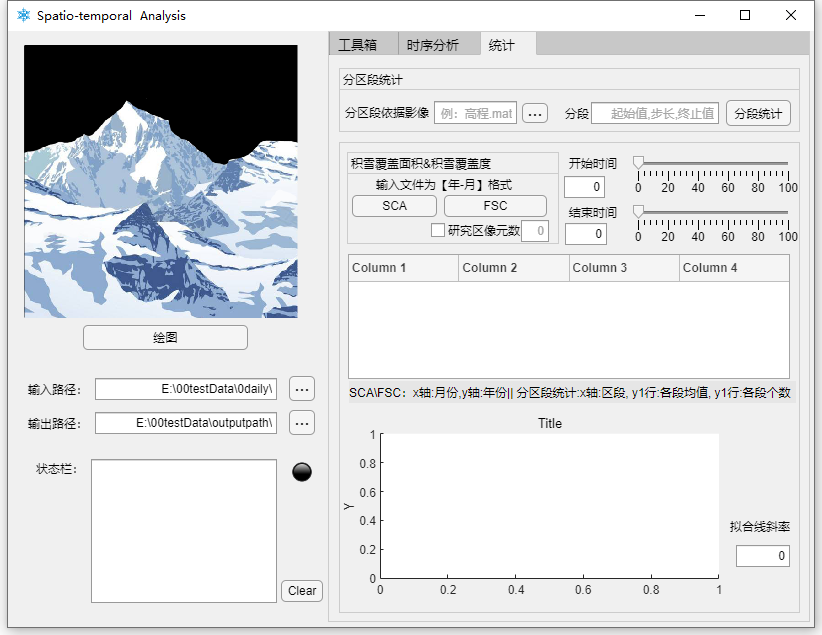 Spatio-temporal Analysis
工具箱 时序分析 统计
分区段统计
分区段依据影像 例：高程.mat ... 分段 起始值,步长,终止值 分段统计
积雪覆盖面积&积雪覆盖度
输入文件为【年-月】格式
SCA FSC
研究区像元数 0
开始时间
0
0 20 40 60 80 100
结束时间
0
0 20 40 60 80 100
Column 1 Column 2 Column 3 Column 4
SCA\FSC：x轴:月份,y轴:年份|| 分区段统计:x轴:区段, y1行:各段均值, y1行:各段个数
Title
1
0.8
0.6
Y
0.4
0.2
0
0 0.2 0.4 0.6 0.8 1
拟合线斜率
0
绘图
输入路径： E:\00testData\0daily\ ...
输出路径： E:\00testData\outputpath\ ...
状态栏：
Clear